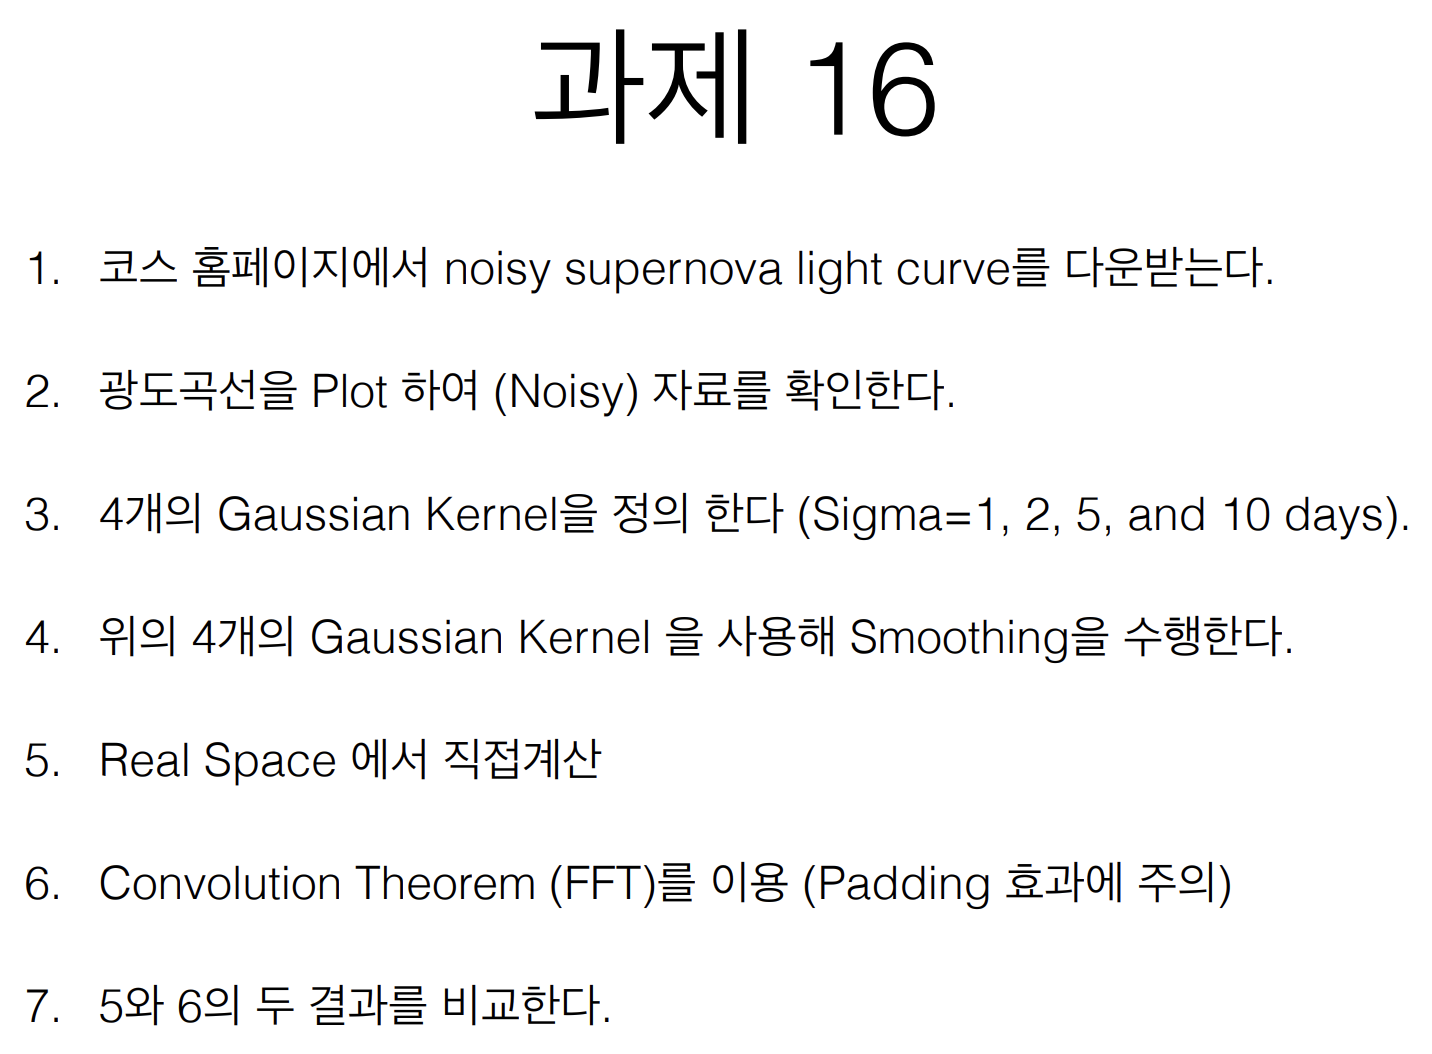 과제 16
1. 코스 홈페이지에서 noisy supernova light curve를 다운받는다.
2. 광도곡선을 Plot 하여 (Noisy) 자료를 확인한다.
3. 4개의 Gaussian Kernel을 정의 한다 (Sigma=1, 2, 5, and 10 days).
4. 위의 4개의 Gaussian Kernel 을 사용해 Smoothing을 수행한다.
5. Real Space 에서 직접계산
6. Convolution Theorem (FFT)를 이용 (Padding 효과에 주의)
7. 5와 6의 두 결과를 비교한다.